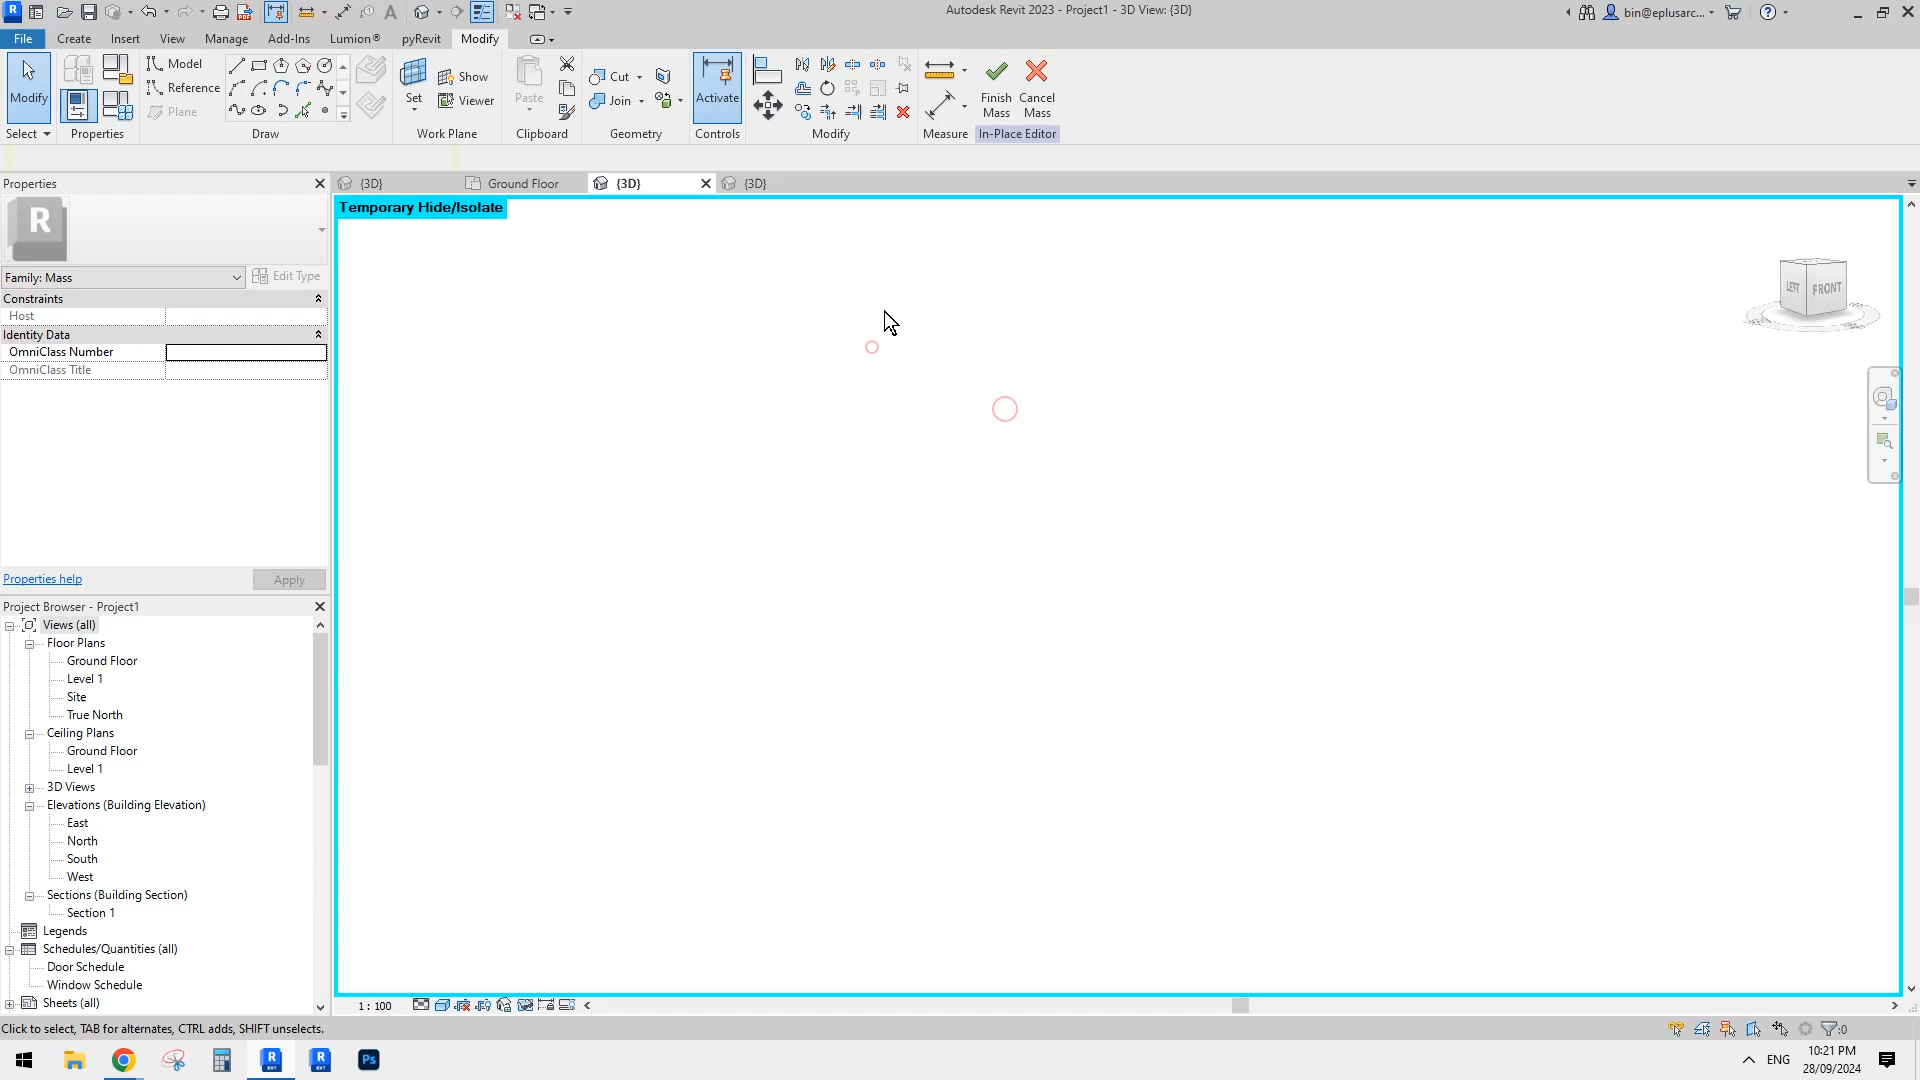 Autodesk Revit 2023 - Project1 - 3D View: {3D}
bin@eplusarc...
File
Create
Insert
View
Manage
Add-Ins
Lumion®
pyRevit
Modify
Modify
Select
Properties
Model
Reference
Plane
Draw
Set
Show
Viewer
Work Plane
Paste
Clipboard
Cut
Join
Geometry
Activate
Controls
Modify
Measure
Finish Mass
Cancel Mass
In-Place Editor
Properties
{3D}
Ground Floor
{3D}
{3D}
R
Temporary Hide/Isolate
LEFT
FRONT
Family: Mass
Edit Type
Constraints
Host
Identity Data
OmniClass Number
OmniClass Title
Properties help
Apply
Project Browser - Project1
Views (all)
Floor Plans
Ground Floor
Level 1
Site
True North
Ceiling Plans
Ground Floor
Level 1
3D Views
Elevations (Building Elevation)
East
North
South
West
Sections (Building Section)
Section 1
Legends
Schedules/Quantities (all)
Door Schedule
Window Schedule
Sheets (all)
1 : 100
Click to select, TAB for alternates, CTRL adds, SHIFT unselects.
:0
R RVT
R RVT
Ps
ENG
10:21 PM
28/09/2024